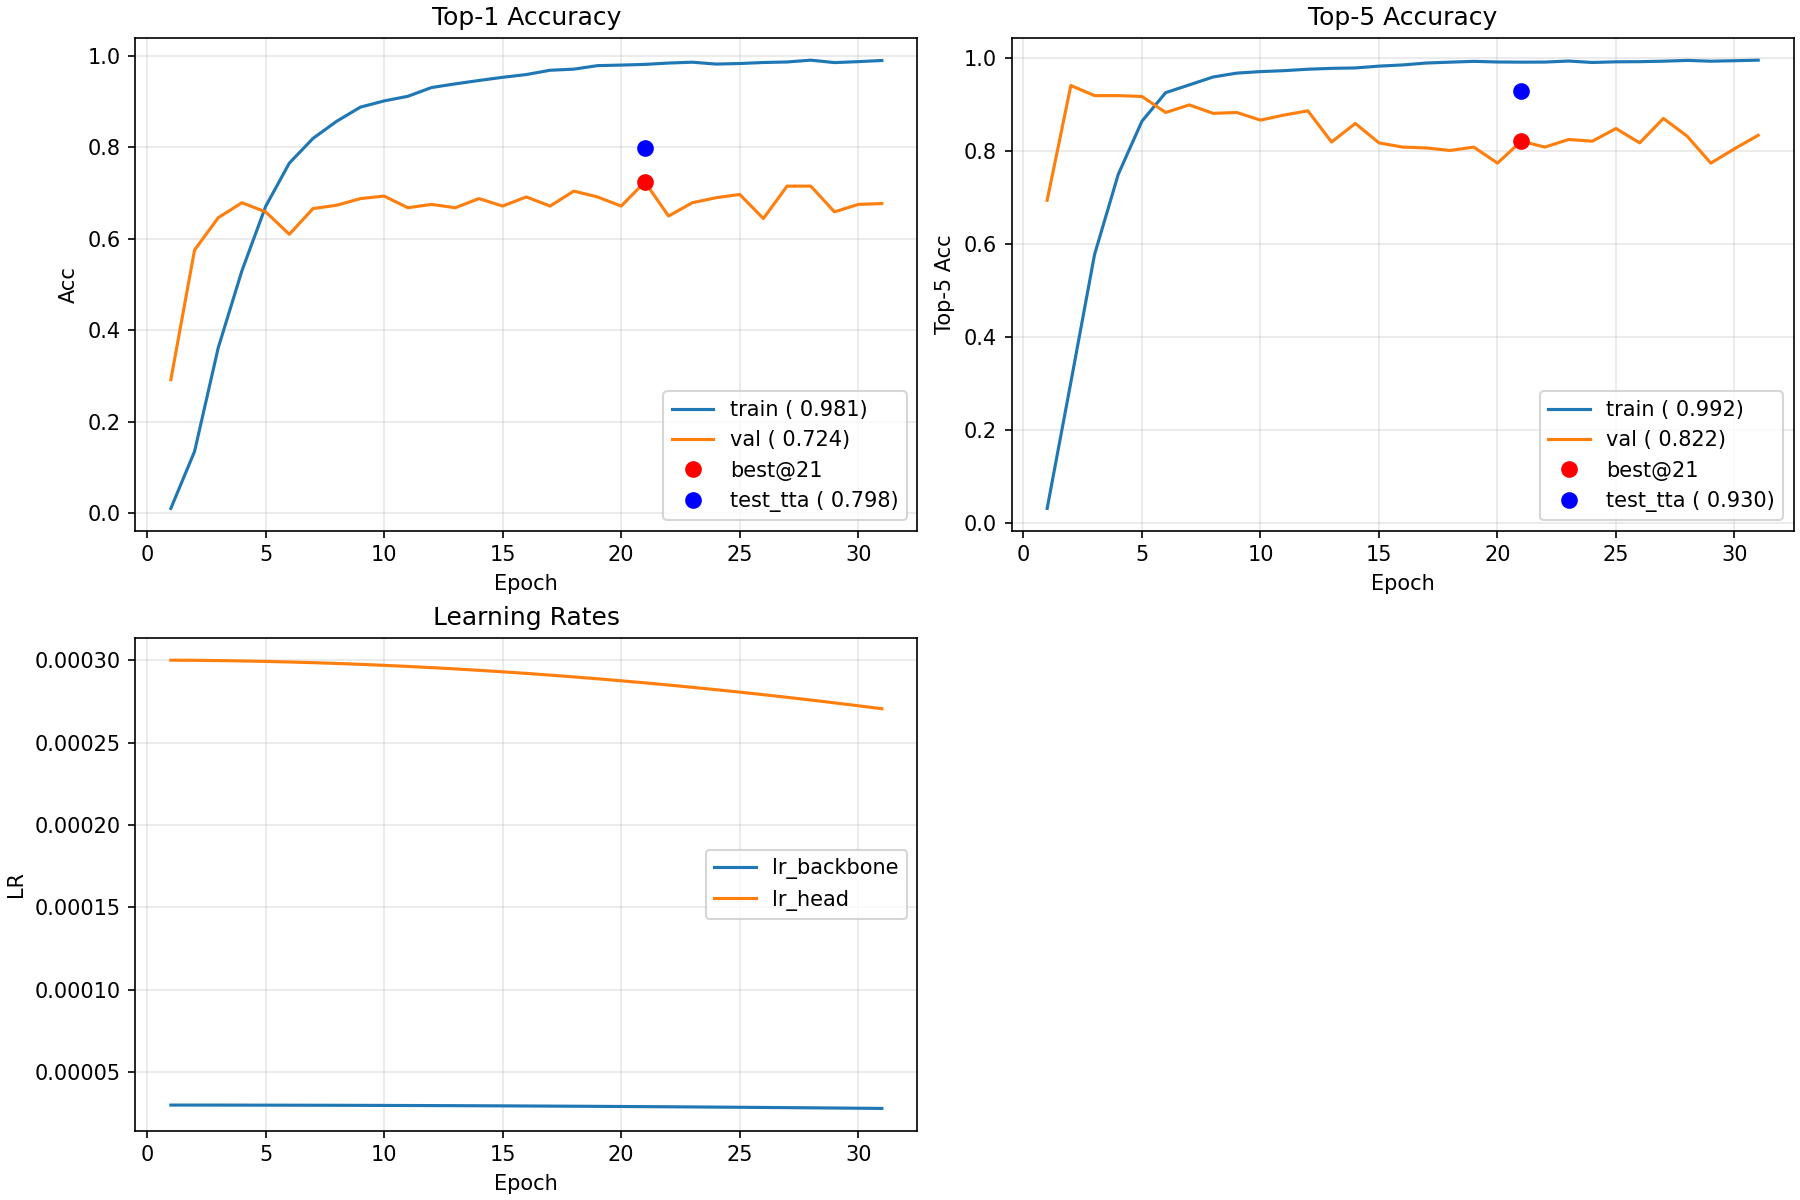 Top-1 Accuracy
Acc
1.0
0.8
0.6
0.4
0.2
0.0
0 5 10 15 20 25 30
Epoch
train ( 0.981)
val ( 0.724)
best@21
test_tta ( 0.798)
Top-5 Accuracy
Top-5 Acc
1.0
0.8
0.6
0.4
0.2
0.0
0 5 10 15 20 25 30
Epoch
train ( 0.992)
val ( 0.822)
best@21
test_tta ( 0.930)
Learning Rates
LR
0.00030
0.00025
0.00020
0.00015
0.00010
0.00005
0 5 10 15 20 25 30
Epoch
lr_backbone
lr_head